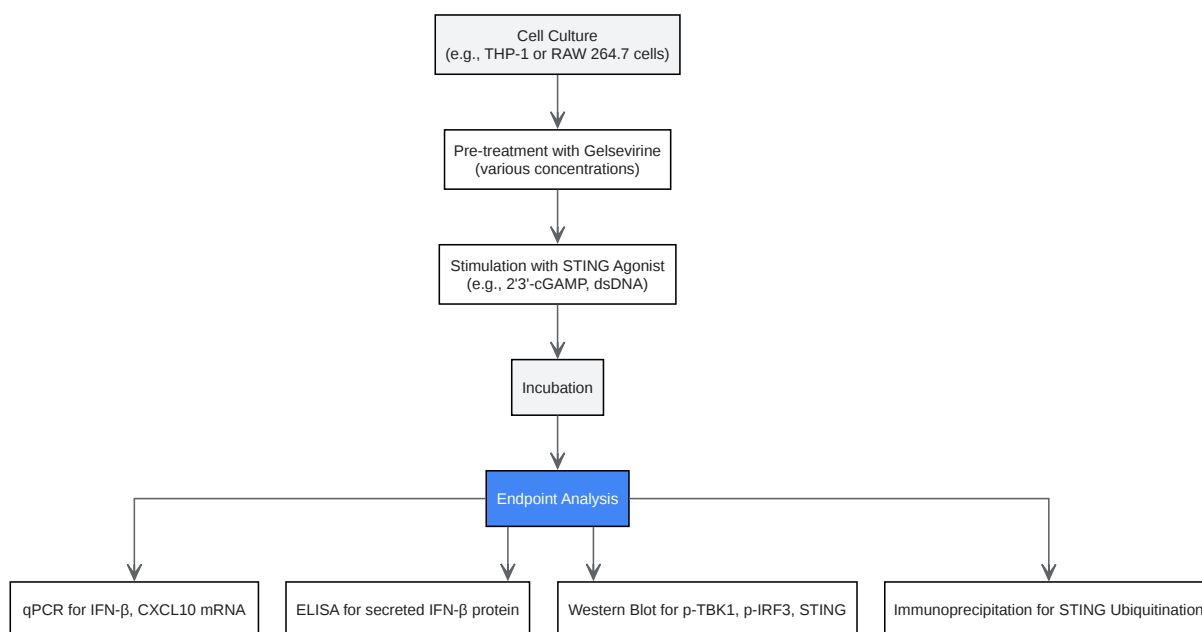 Cell Culture
(e.g., THP-1 or RAW 264.7 cells)
Pre-treatment with Gelsevirine
(various concentrations)
Stimulation with STING Agonist
(e.g., 2'3'-cGAMP, dsDNA)
Incubation
Endpoint Analysis
qPCR for IFN-β, CXCL10 mRNA
ELISA for secreted IFN-β protein
Western Blot for p-TBK1, p-IRF3, STING
Immunoprecipitation for STING Ubiquitination